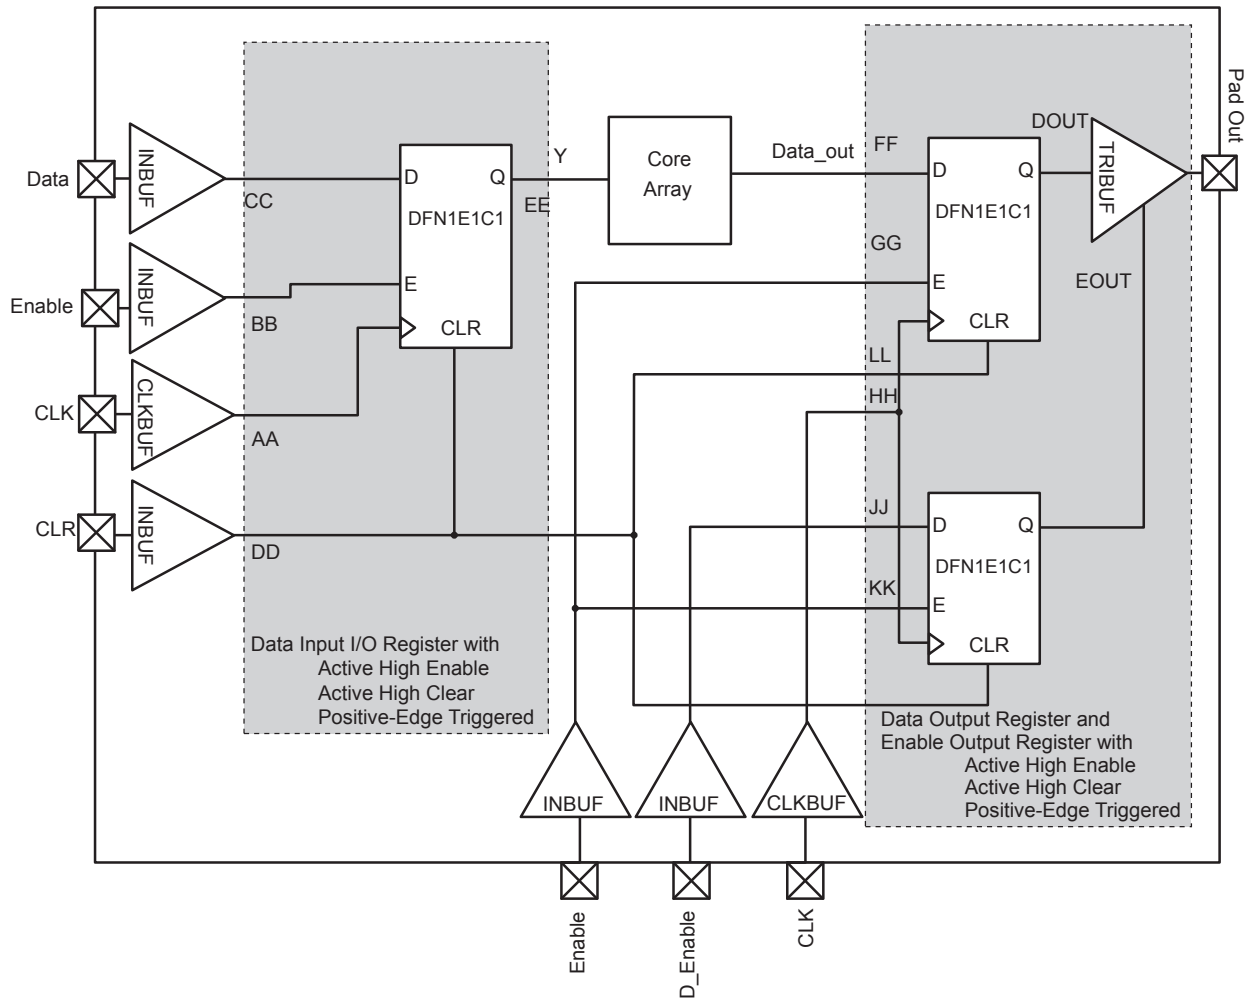 Pad Out
Data
INBUF
CC
D
Q
DFN1E1C1
E
CLR
Y
EE
Core
Array
Data_out
FF
D
Q
DFN1E1C1
GG
E
CLR
DOUT
TRIBUF
EOUT
Enable
INBUF
BB
CLK
CLKBUF
AA
CLR
INBUF
DD
LL
HH
JJ
D
Q
DFN1E1C1
KK
E
CLR
Data Input I/O Register with
Active High Enable
Active High Clear
Positive-Edge Triggered
Data Output Register and
Enable Output Register with
Active High Enable
Active High Clear
Positive-Edge Triggered
INBUF
INBUF
CLKBUF
Enable
D_Enable
CLK